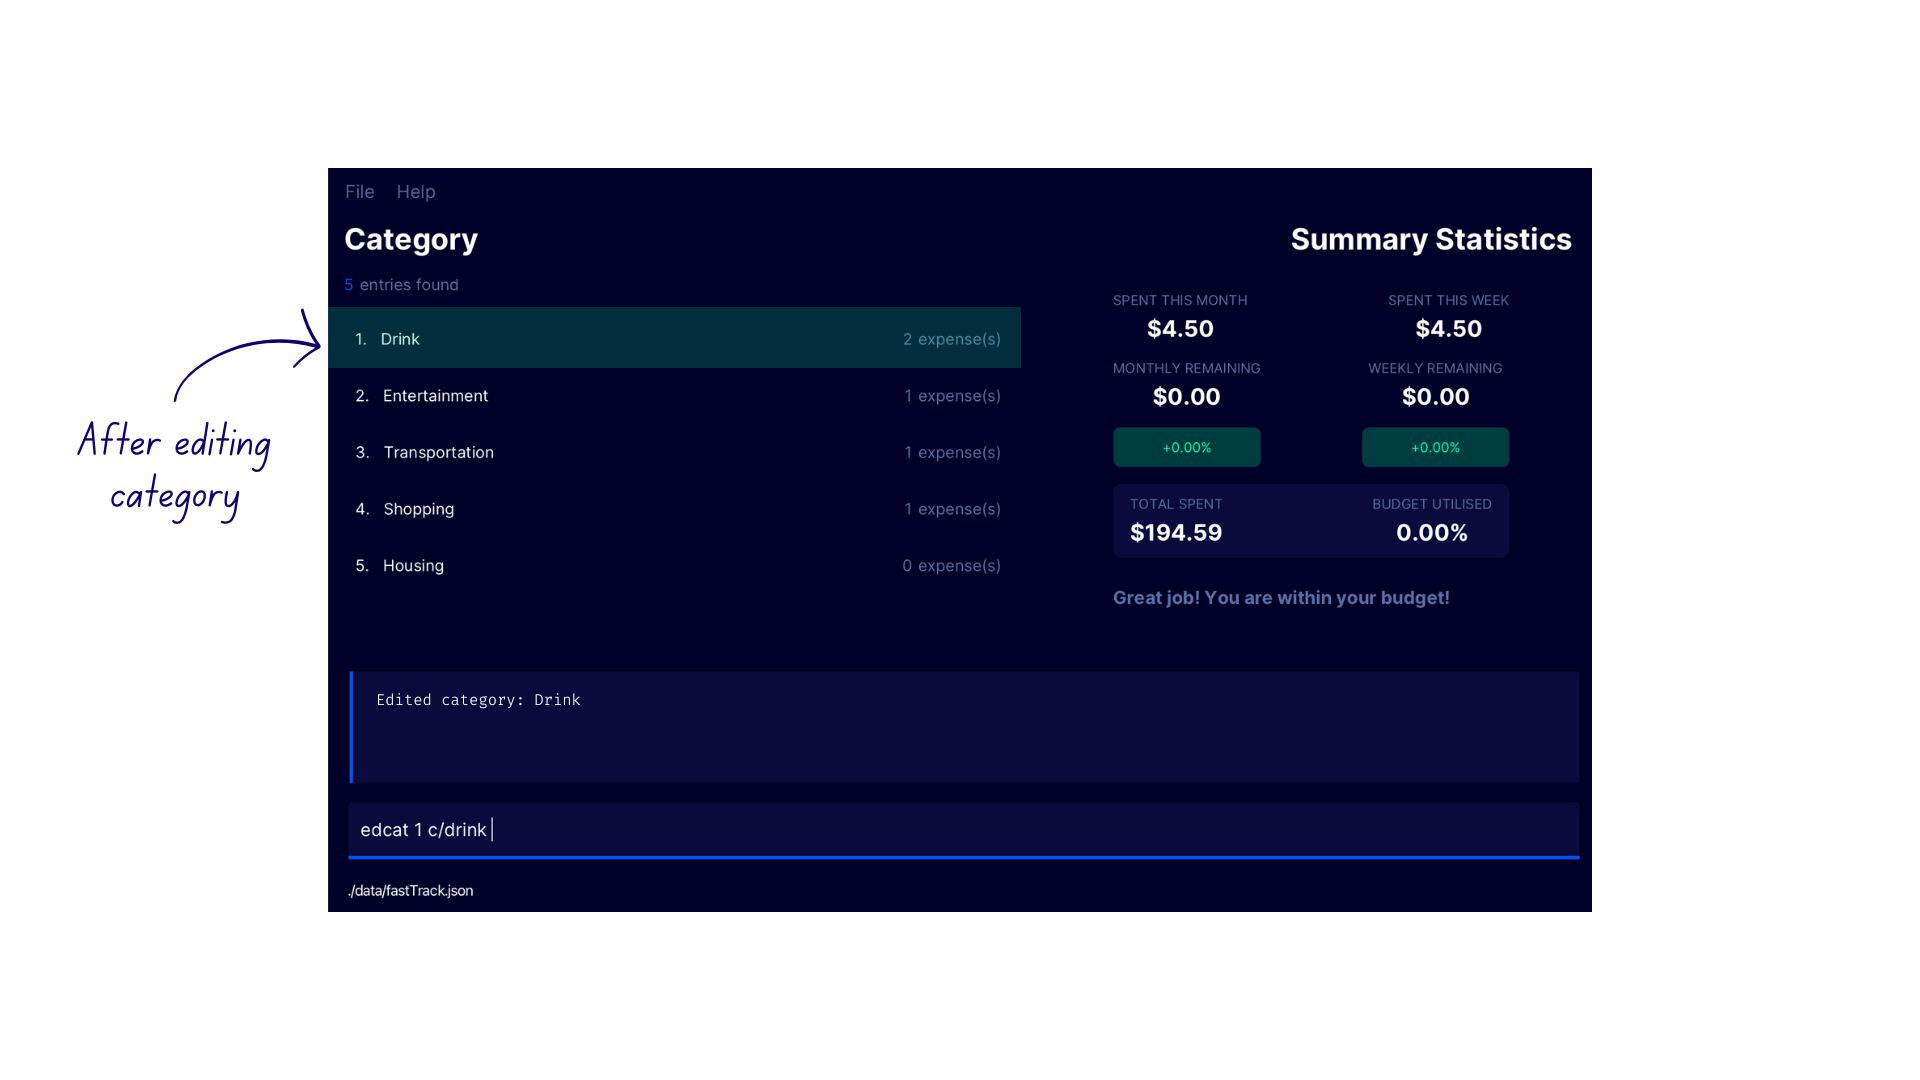 File Help
Category
Summary Statistics
5 entries found
1. Drink 2 expense(s)
2. Entertainment 1 expense(s)
3. Transportation 1 expense(s)
4. Shopping 1 expense(s)
5. Housing 0 expense(s)
SPENT THIS MONTH SPENT THIS WEEK
$4.50 $4.50
MONTHLY REMAINING WEEKLY REMAINING
$0.00 $0.00
+0.00% +0.00%
TOTAL SPENT BUDGET UTILISED
$194.59 0.00%
Great job! You are within your budget!
After editing
category
Edited category: Drink
edcat 1 c/drink
./data/fastTrack.json